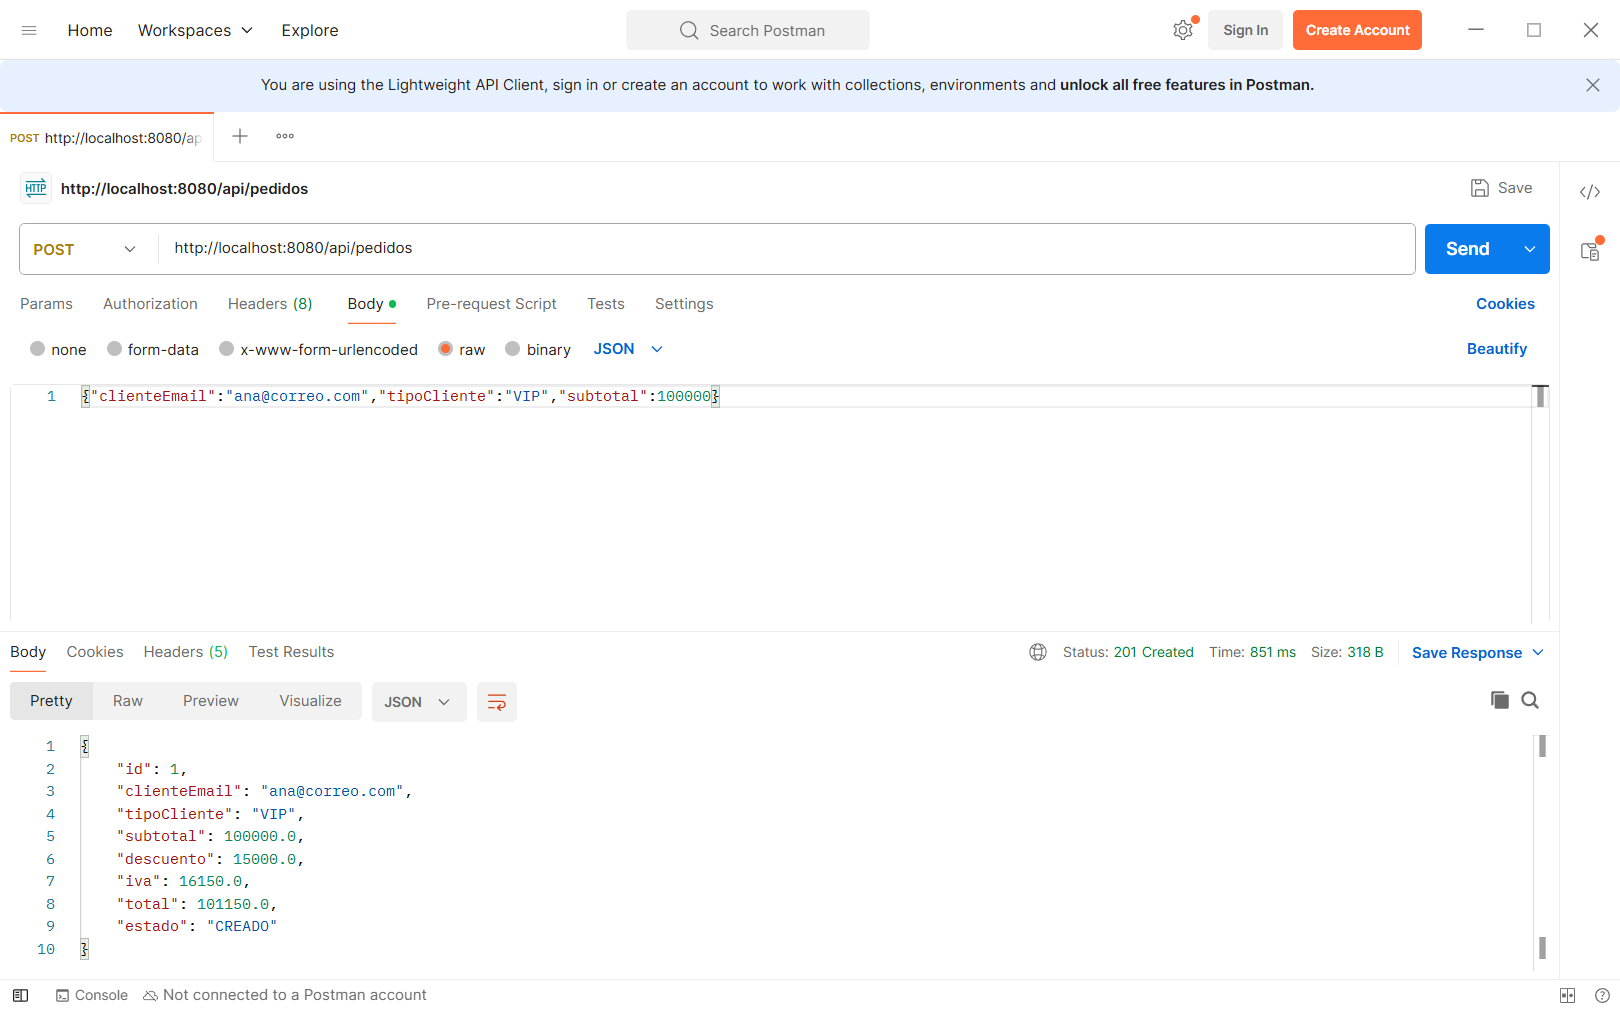 Home Workspaces Explore Search Postman Sign In Create Account
You are using the Lightweight API Client, sign in or create an account to work with collections, environments and unlock all free features in Postman.
POST http://localhost:8080/ap
HTTP http://localhost:8080/api/pedidos Save
POST http://localhost:8080/api/pedidos Send
Params Authorization Headers (8) Body Pre-request Script Tests Settings Cookies
none form-data x-www-form-urlencoded raw binary JSON Beautify
1 {"clienteEmail":"ana@correo.com","tipoCliente":"VIP","subtotal":100000}
Body Cookies Headers (5) Test Results Status: 201 Created Time: 851 ms Size: 318 B Save Response
Pretty Raw Preview Visualize JSON
1 {
2 "id": 1,
3 "clienteEmail": "ana@correo.com",
4 "tipoCliente": "VIP",
5 "subtotal": 100000.0,
6 "descuento": 15000.0,
7 "iva": 16150.0,
8 "total": 101150.0,
9 "estado": "CREADO"
10 }
Console Not connected to a Postman account